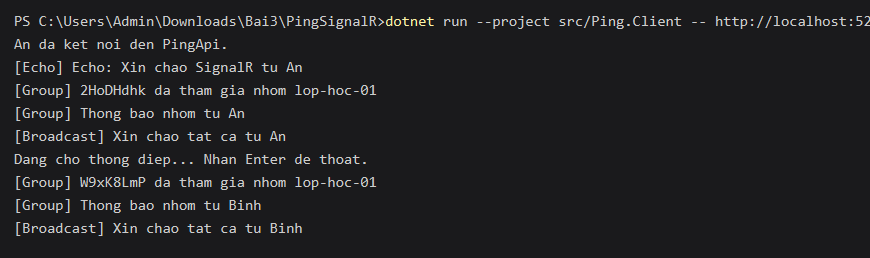 PS C:\Users\Admin\Downloads\Bai3\PingSignalR>dotnet run --project src/Ping.Client -- http://localhost:52
An da ket noi den PingApi.
[Echo] Echo: Xin chao SignalR tu An
[Group] 2HoDHdhk da tham gia nhom lop-hoc-01
[Group] Thong bao nhom tu An
[Broadcast] Xin chao tat ca tu An
Dang cho thong diep... Nhan Enter de thoat.
[Group] W9xK8LmP da tham gia nhom lop-hoc-01
[Group] Thong bao nhom tu Binh
[Broadcast] Xin chao tat ca tu Binh